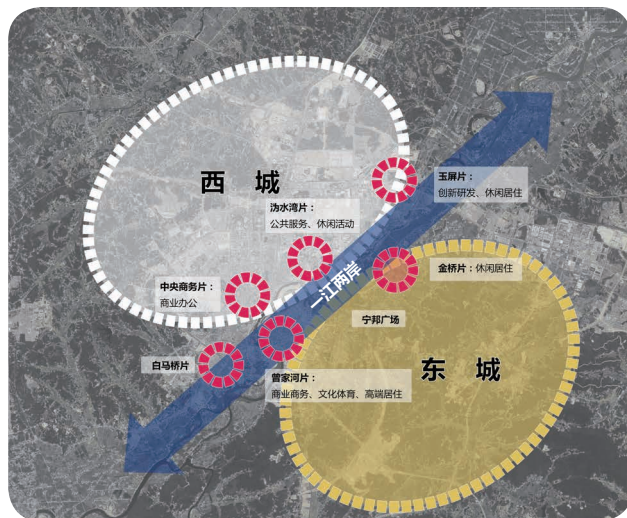 西 城
玉屏片：
创新研发、休闲居住
沩水湾片：
公共服务、休闲活动
一江两岸
金桥片：休闲居住
中央商务片：
商业办公
宁邦广场
白马桥片
东 城
曾家河片：
商业商务、文化体育、高端居住